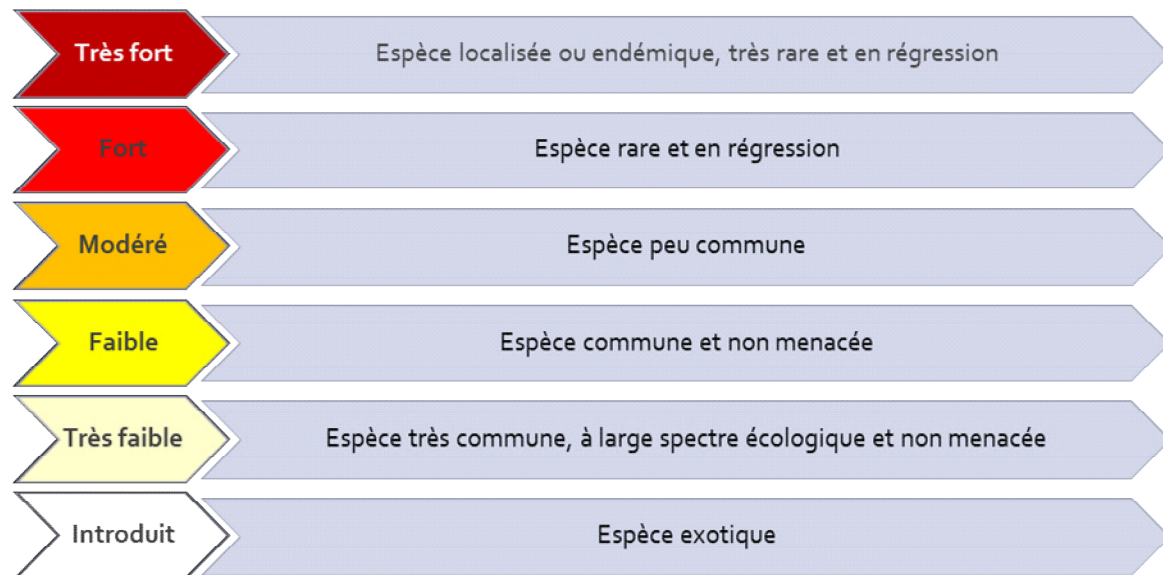 Très fort
Espèce localisée ou endémique, très rare et en régression
Fort
Espèce rare et en régression
Modéré
Espèce peu commune
Faible
Espèce commune et non menacée
Très faible
Espèce très commune, à large spectre écologique et non menacée
Introduit
Espèce exotique